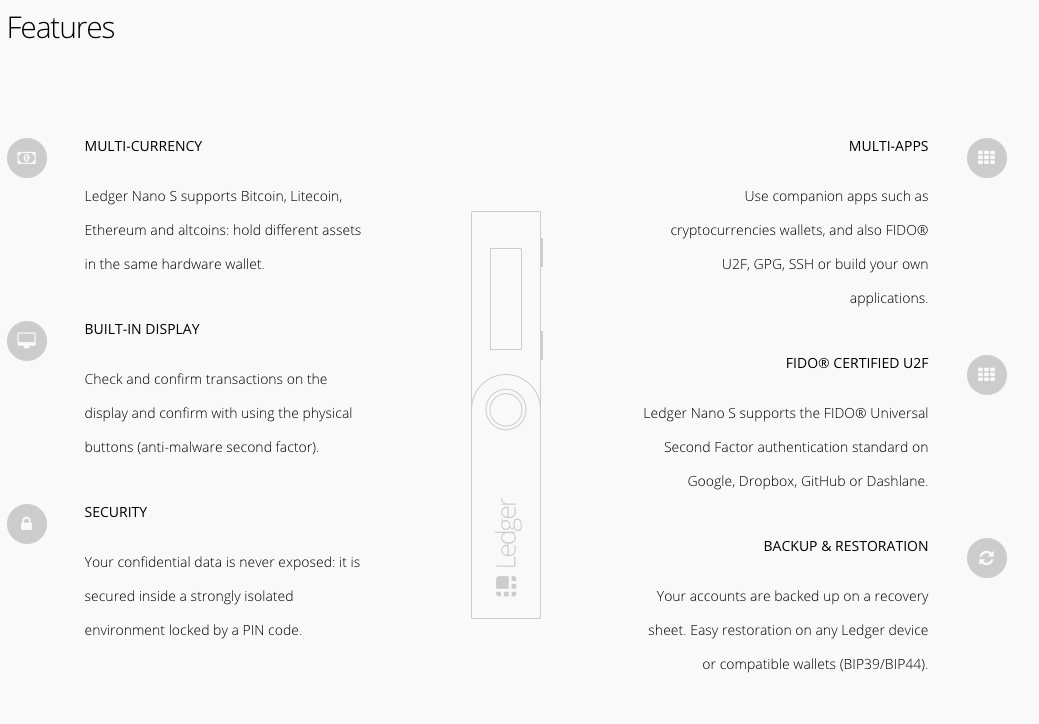 Features
MULTI-CURRENCY
Ledger Nano S supports Bitcoin, Litecoin,
Ethereum and altcoins: hold different assets
in the same hardware wallet.
BUILT-IN DISPLAY
Check and confirm transactions on the
display and confirm with using the physical
buttons (anti-malware second factor).
SECURITY
Your confidential data is never exposed: it is
secured inside a strongly isolated
environment locked by a PIN code.
Ledger
MULTI-APPS
Use companion apps such as
cryptocurrencies wallets, and also FIDO®
U2F, GPG, SSH or build your own
applications.
FIDO® CERTIFIED U2F
Ledger Nano S supports the FIDO® Universal
Second Factor authentication standard on
Google, Dropbox, GitHub or Dashlane.
BACKUP & RESTORATION
Your accounts are backed up on a recovery
sheet. Easy restoration on any Ledger device
or compatible wallets (BIP39/BIP44).